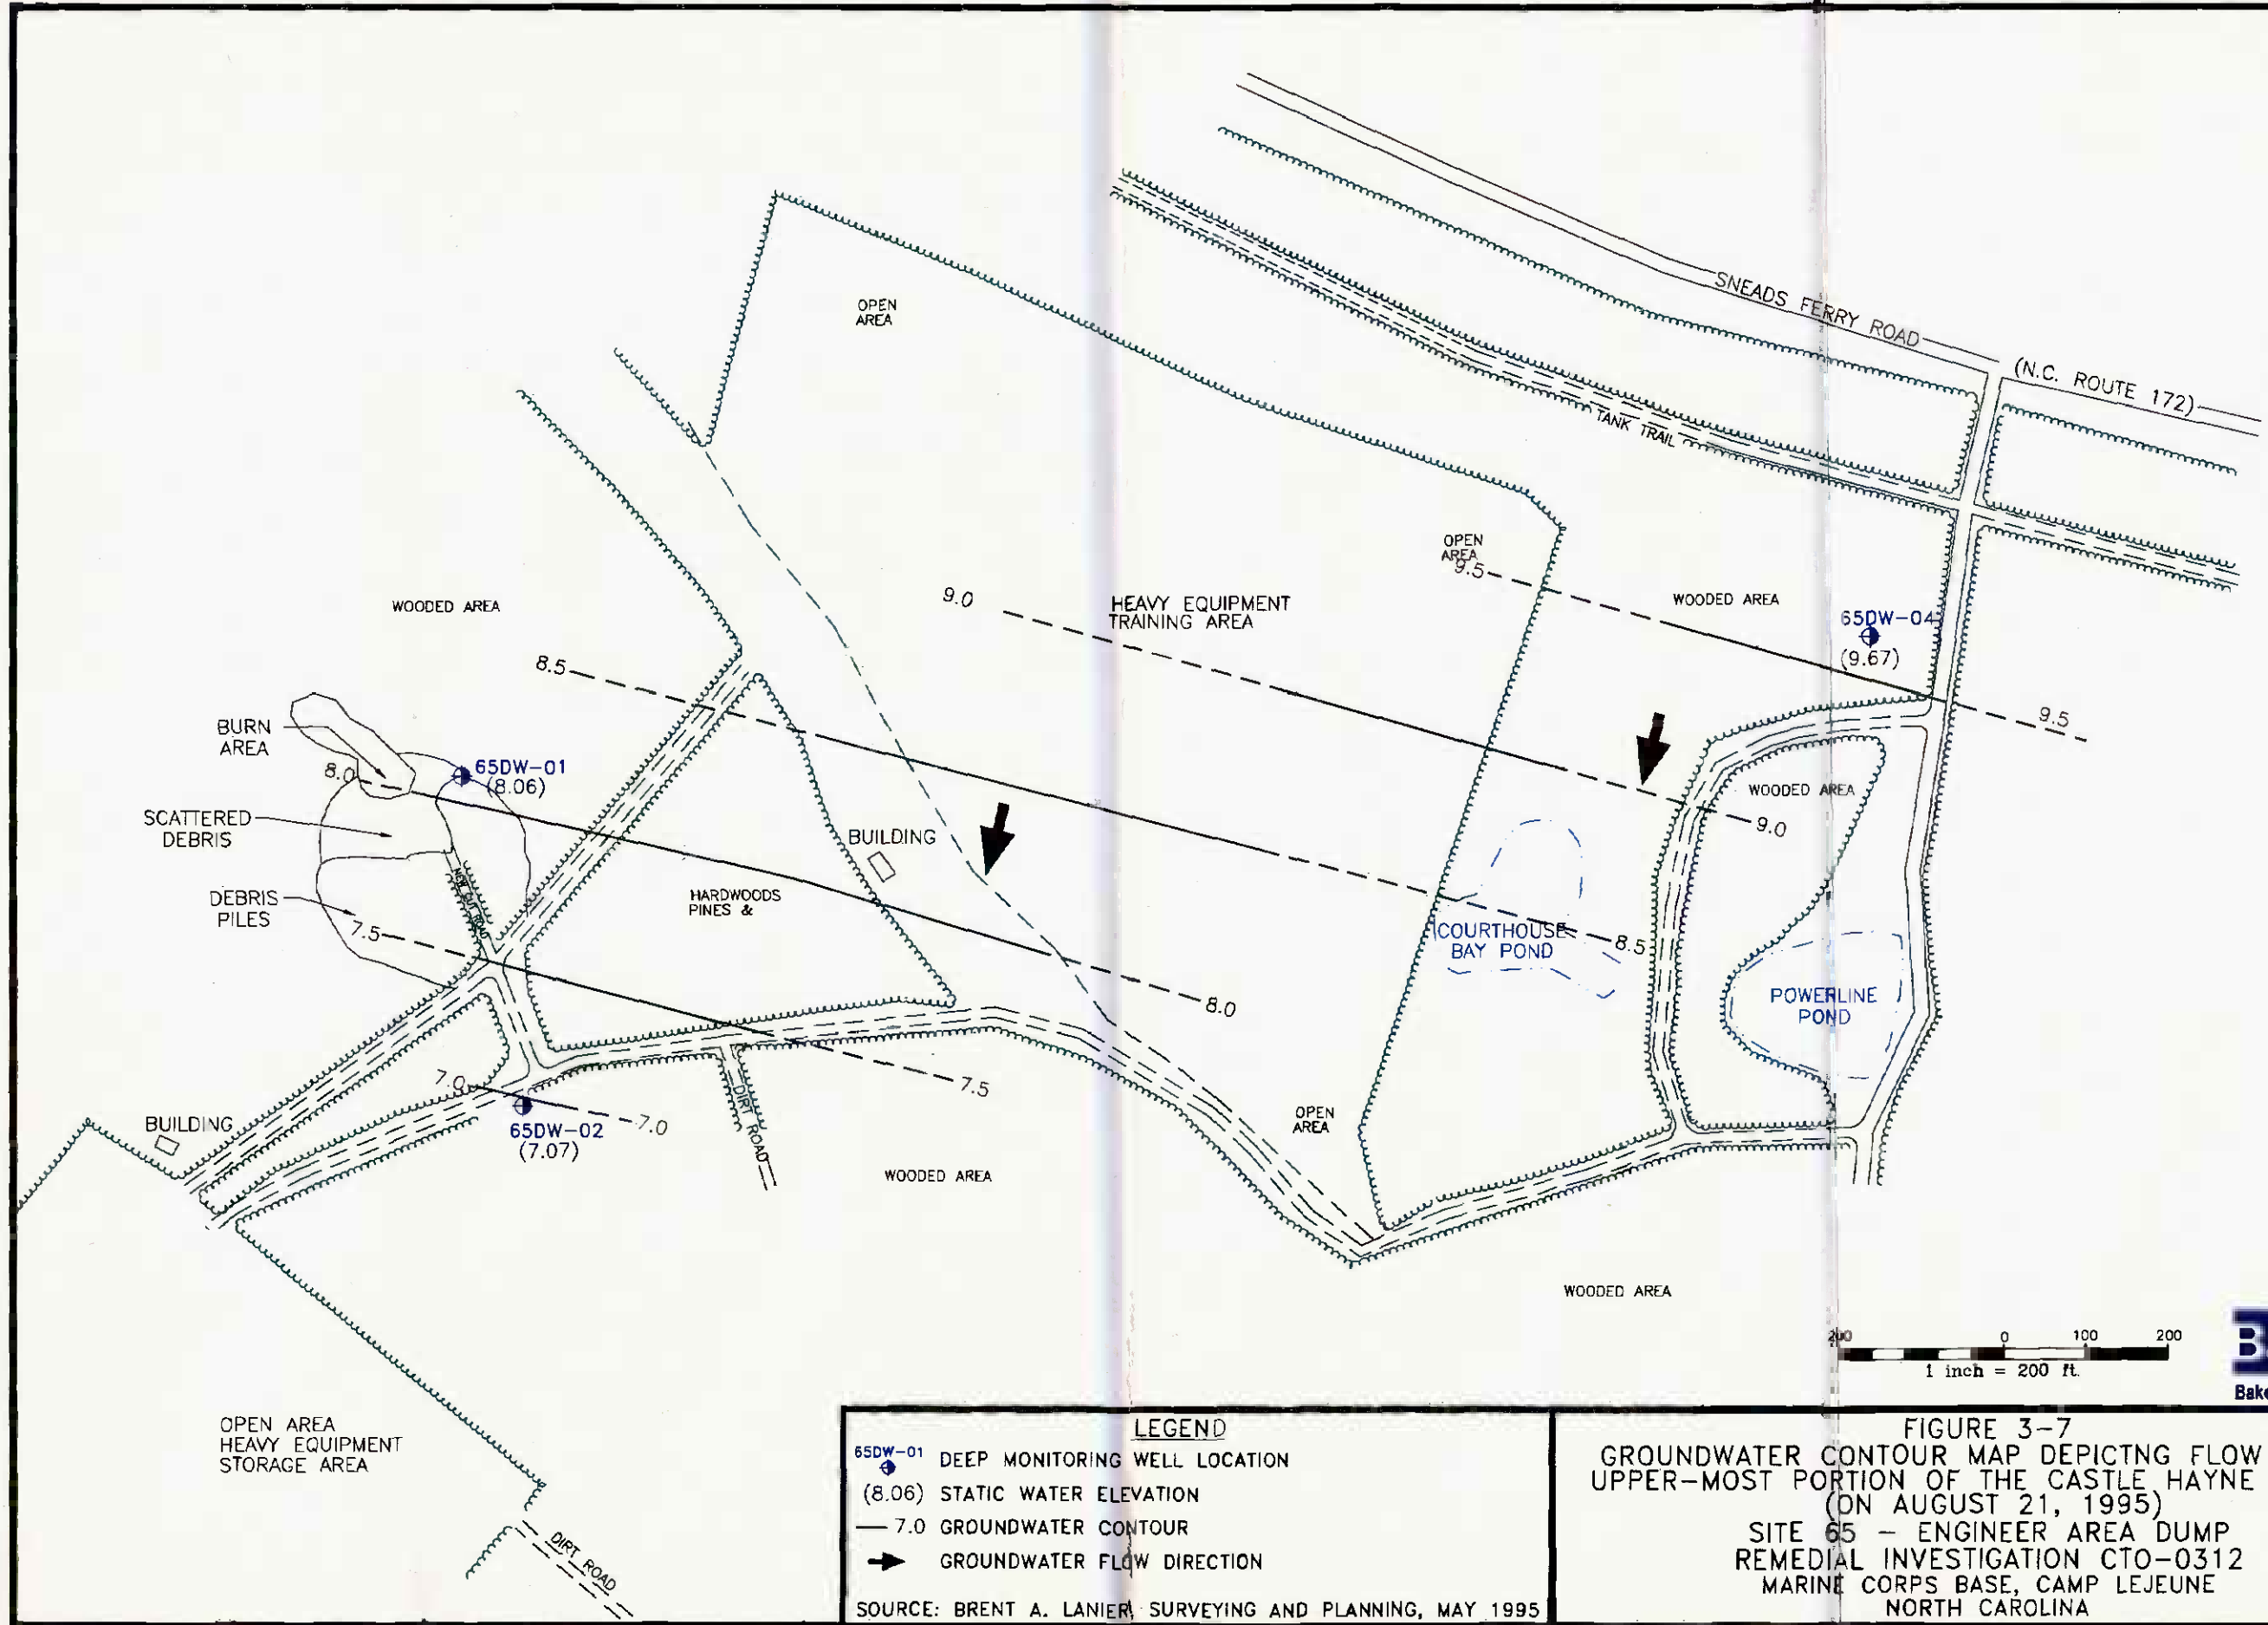 SNEADS FERRY ROAD
(N.C. ROUTE 172)
TANK TRAIL
OPEN
AREA
OPEN
AREA
9.5
9.0
HEAVY EQUIPMENT
TRAINING AREA
WOODED AREA
WOODED AREA
65DW-04
(9.67)
8.5
9.5
BURN
AREA
8.0
65DW-01
(8.06)
SCATTERED
DEBRIS
BUILDING
WOODED AREA
9.0
DEBRIS
PILES
NEW CUT ROAD
HARDWOODS
PINES &
7.5
COURTHOUSE
BAY POND
8.5
POWERLINE
POND
8.0
7.0
7.5
BUILDING
65DW-02
(7.07)
7.0
DIRT ROAD
OPEN
AREA
WOODED AREA
WOODED AREA
200 0 100 200
1 inch = 200 ft.
B
Bake
OPEN AREA
HEAVY EQUIPMENT
STORAGE AREA
DIRT ROAD
LEGEND
65DW-01 DEEP MONITORING WELL LOCATION
(8.06) STATIC WATER ELEVATION
7.0 GROUNDWATER CONTOUR
GROUNDWATER FLOW DIRECTION
SOURCE: BRENT A. LANIER, SURVEYING AND PLANNING, MAY 1995
FIGURE 3-7
GROUNDWATER CONTOUR MAP DEPICTNG FLOW
UPPER-MOST PORTION OF THE CASTLE HAYNE
(ON AUGUST 21, 1995)
SITE 65 - ENGINEER AREA DUMP
REMEDIAL INVESTIGATION CTO-0312
MARINE CORPS BASE, CAMP LEJEUNE
NORTH CAROLINA